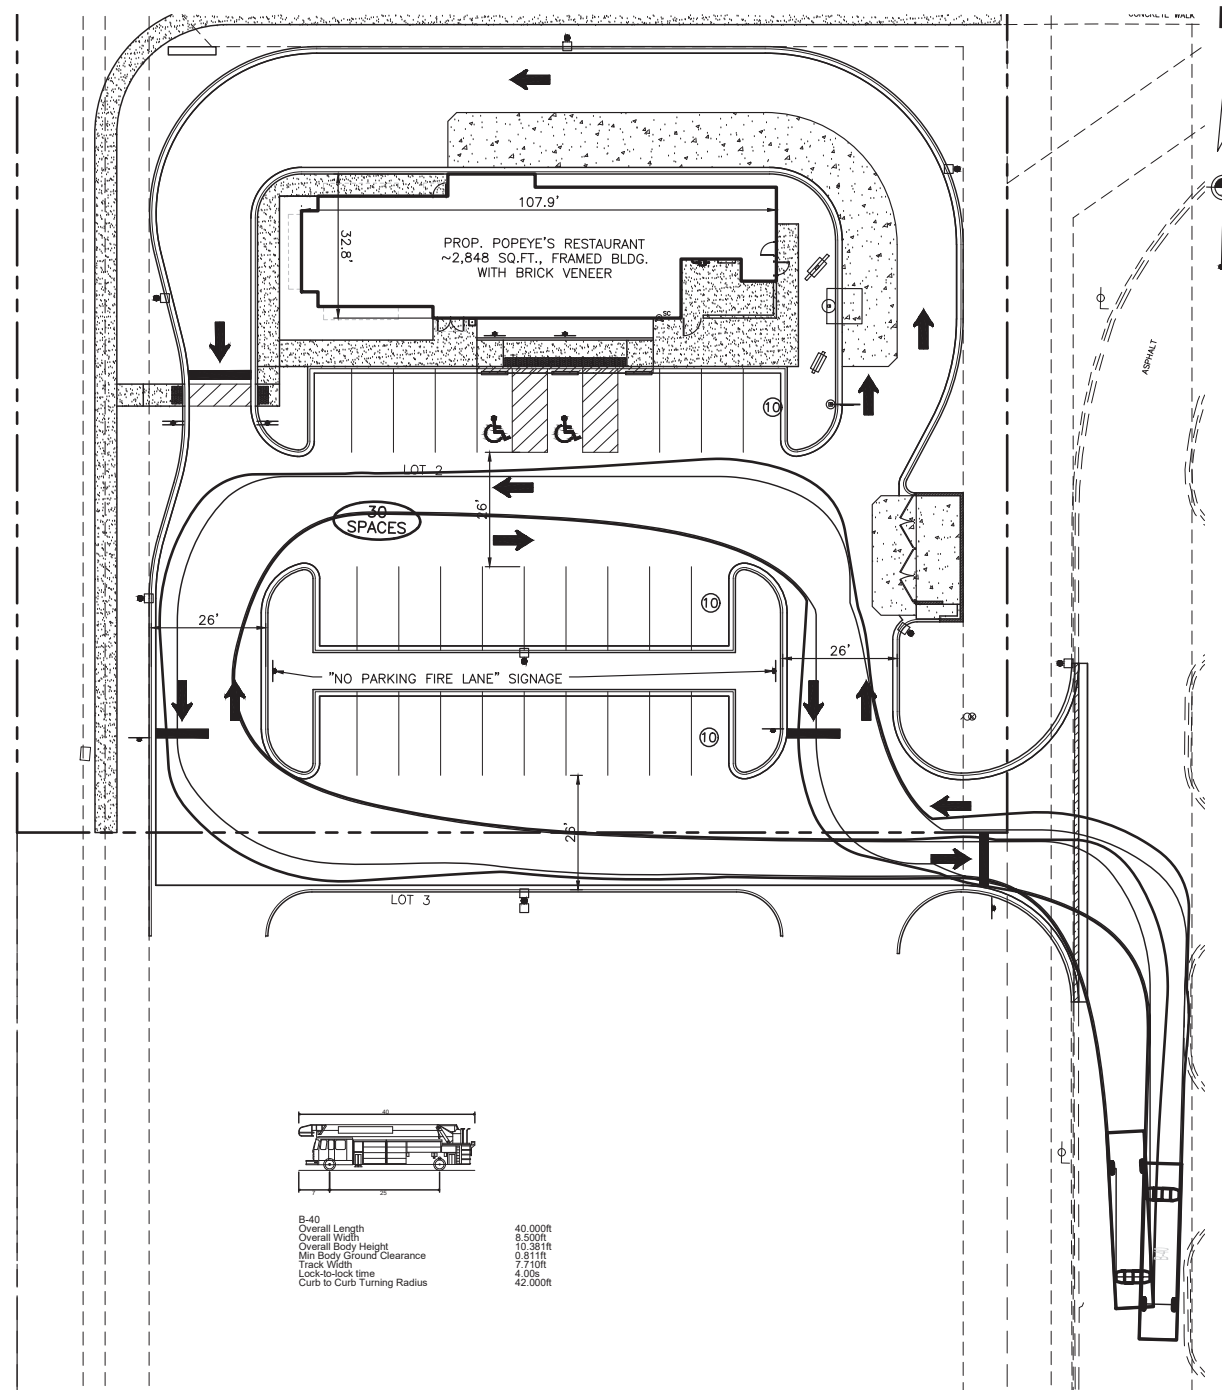 CONCRETE WALK
107.9'
32.8'
PROP. POPEYE'S RESTAURANT
~2,848 SQ.FT., FRAMED BLDG.
WITH BRICK VENEER
SC
ASPHALT
10
LOT 2
26'
30
SPACES
10
26'
26'
"NO PARKING FIRE LANE" SIGNAGE
10
26'
LOT 3
40
7
25
B-40
Overall Length 40.000ft
Overall Width 8.500ft
Overall Body Height 10.381ft
Min Body Ground Clearance 0.811ft
Track Width 7.710ft
Lock-to-lock time 4.00s
Curb to Curb Turning Radius 42.000ft